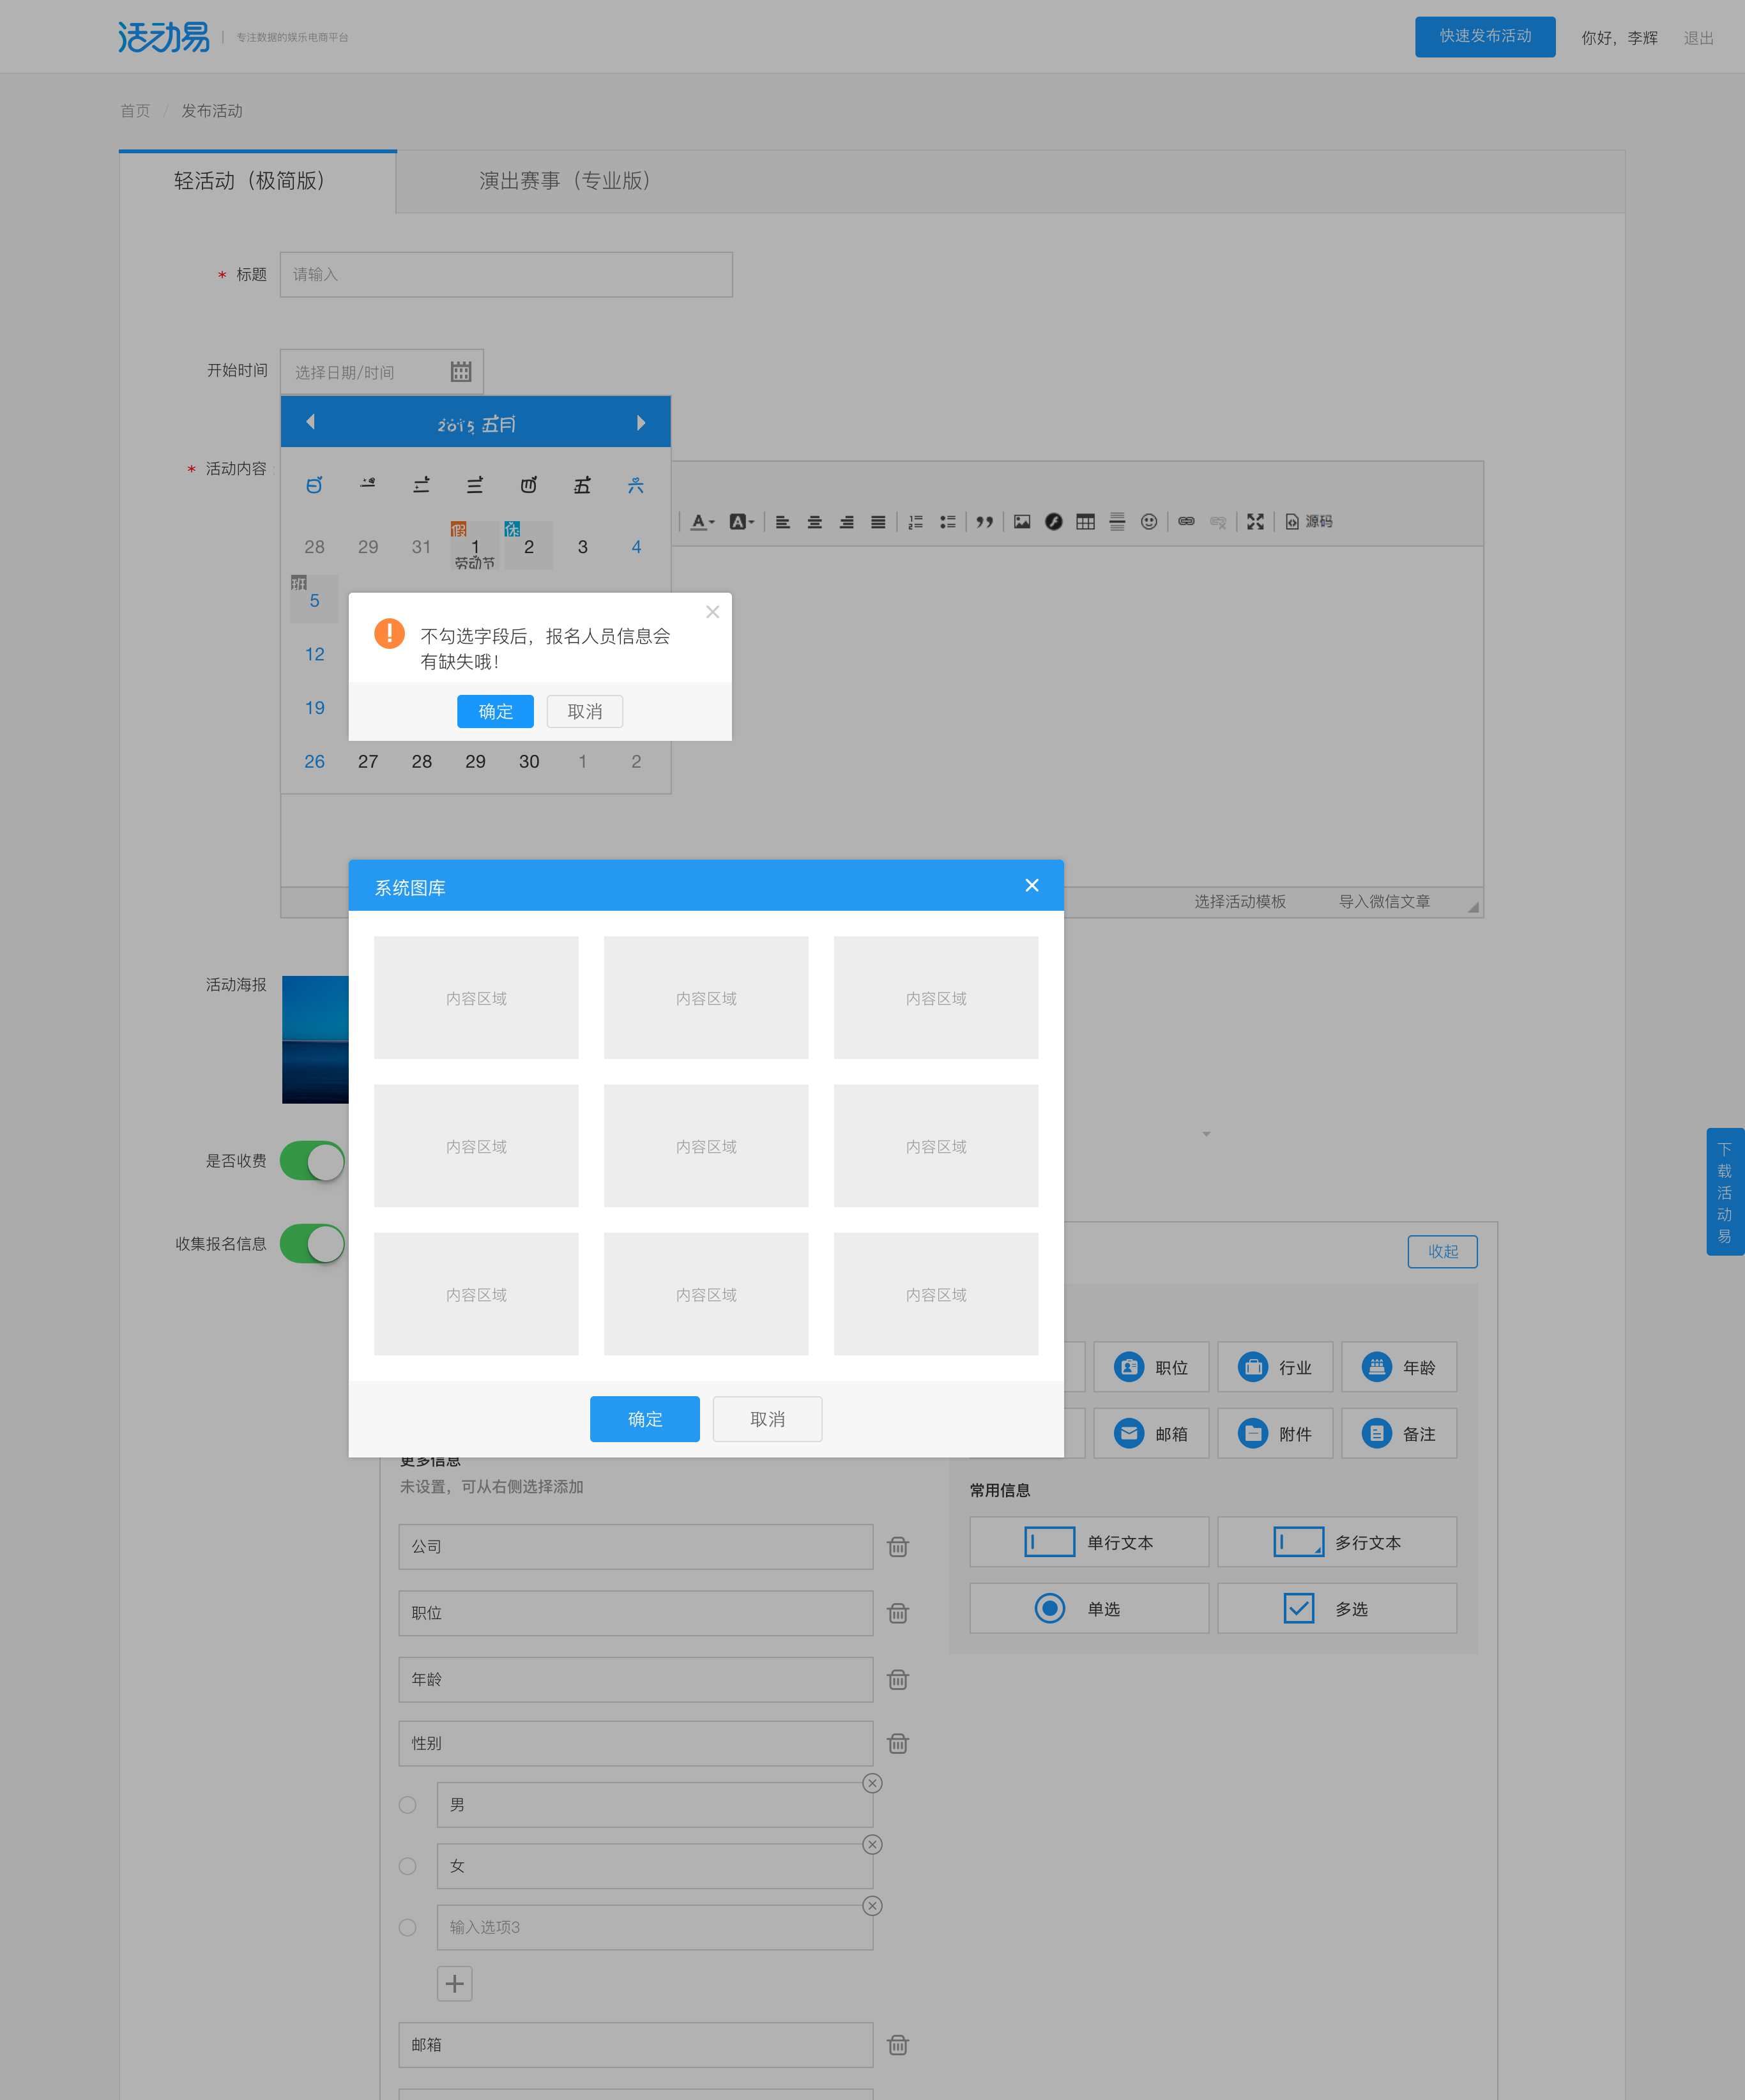 活动易
专注数据的娱乐电商平台
快速发布活动
你好，李辉
退出
首页 / 发布活动
轻活动（极简版）
演出赛事（专业版）
* 标题
请输入
开始时间
选择日期/时间
2015 五月
日 一 二 三 四 五 六
假 休
28 29 31 1 2 3 4
劳动节
班
5
12
19
26 27 28 29 30 1 2
* 活动内容：
源码
不勾选字段后，报名人员信息会
有缺失哦！
确定
取消
选择活动模板
导入微信文章
系统图库
内容区域 内容区域 内容区域
内容区域 内容区域 内容区域
内容区域 内容区域 内容区域
确定
取消
活动海报
是否收费
收集报名信息
下载活动易
收起
职位 行业 年龄
邮箱 附件 备注
常用信息
单行文本 多行文本
单选 多选
更多信息
未设置，可从右侧选择添加
公司
职位
年龄
性别
男
女
输入选项3
邮箱